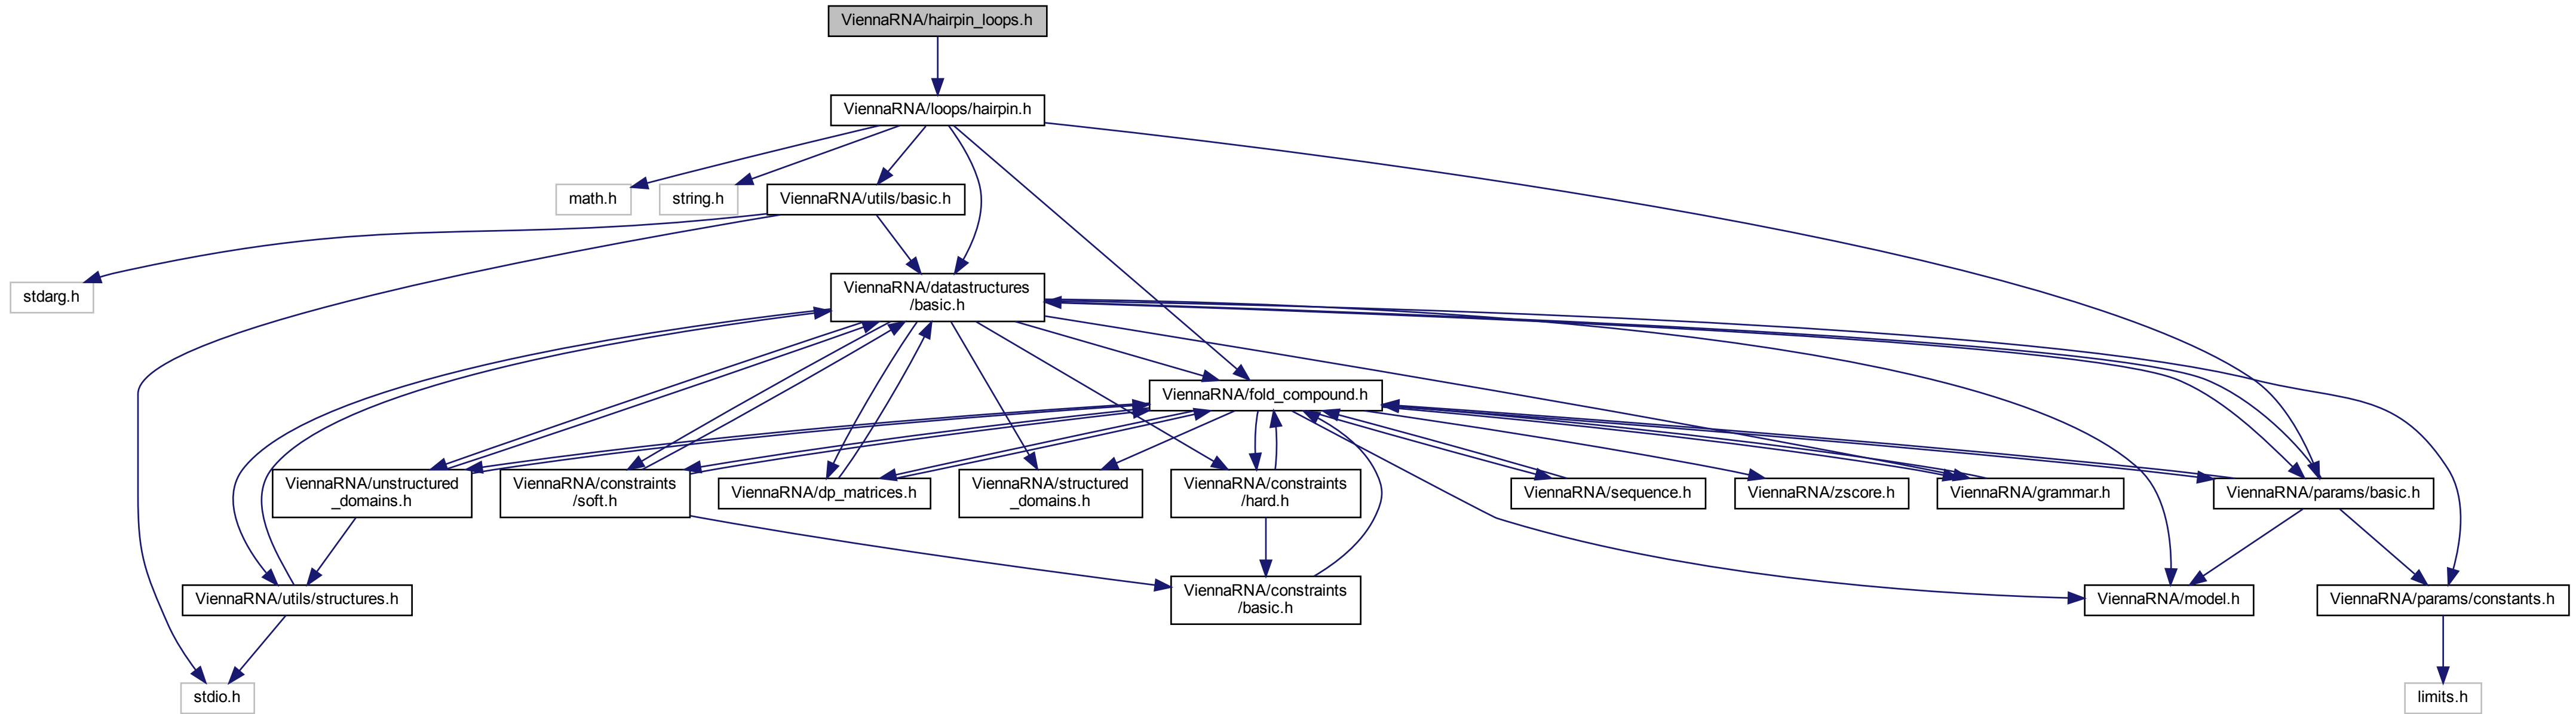 ViennaRNA/hairpin_loops.h
ViennaRNA/loops/hairpin.h
math.h
string.h
ViennaRNA/utils/basic.h
stdarg.h
ViennaRNA/datastructures
/basic.h
ViennaRNA/fold_compound.h
ViennaRNA/unstructured
_domains.h
ViennaRNA/constraints
/soft.h
ViennaRNA/dp_matrices.h
ViennaRNA/structured
_domains.h
ViennaRNA/constraints
/hard.h
ViennaRNA/sequence.h
ViennaRNA/zscore.h
ViennaRNA/grammar.h
ViennaRNA/params/basic.h
ViennaRNA/utils/structures.h
ViennaRNA/constraints
/basic.h
ViennaRNA/model.h
ViennaRNA/params/constants.h
stdio.h
limits.h